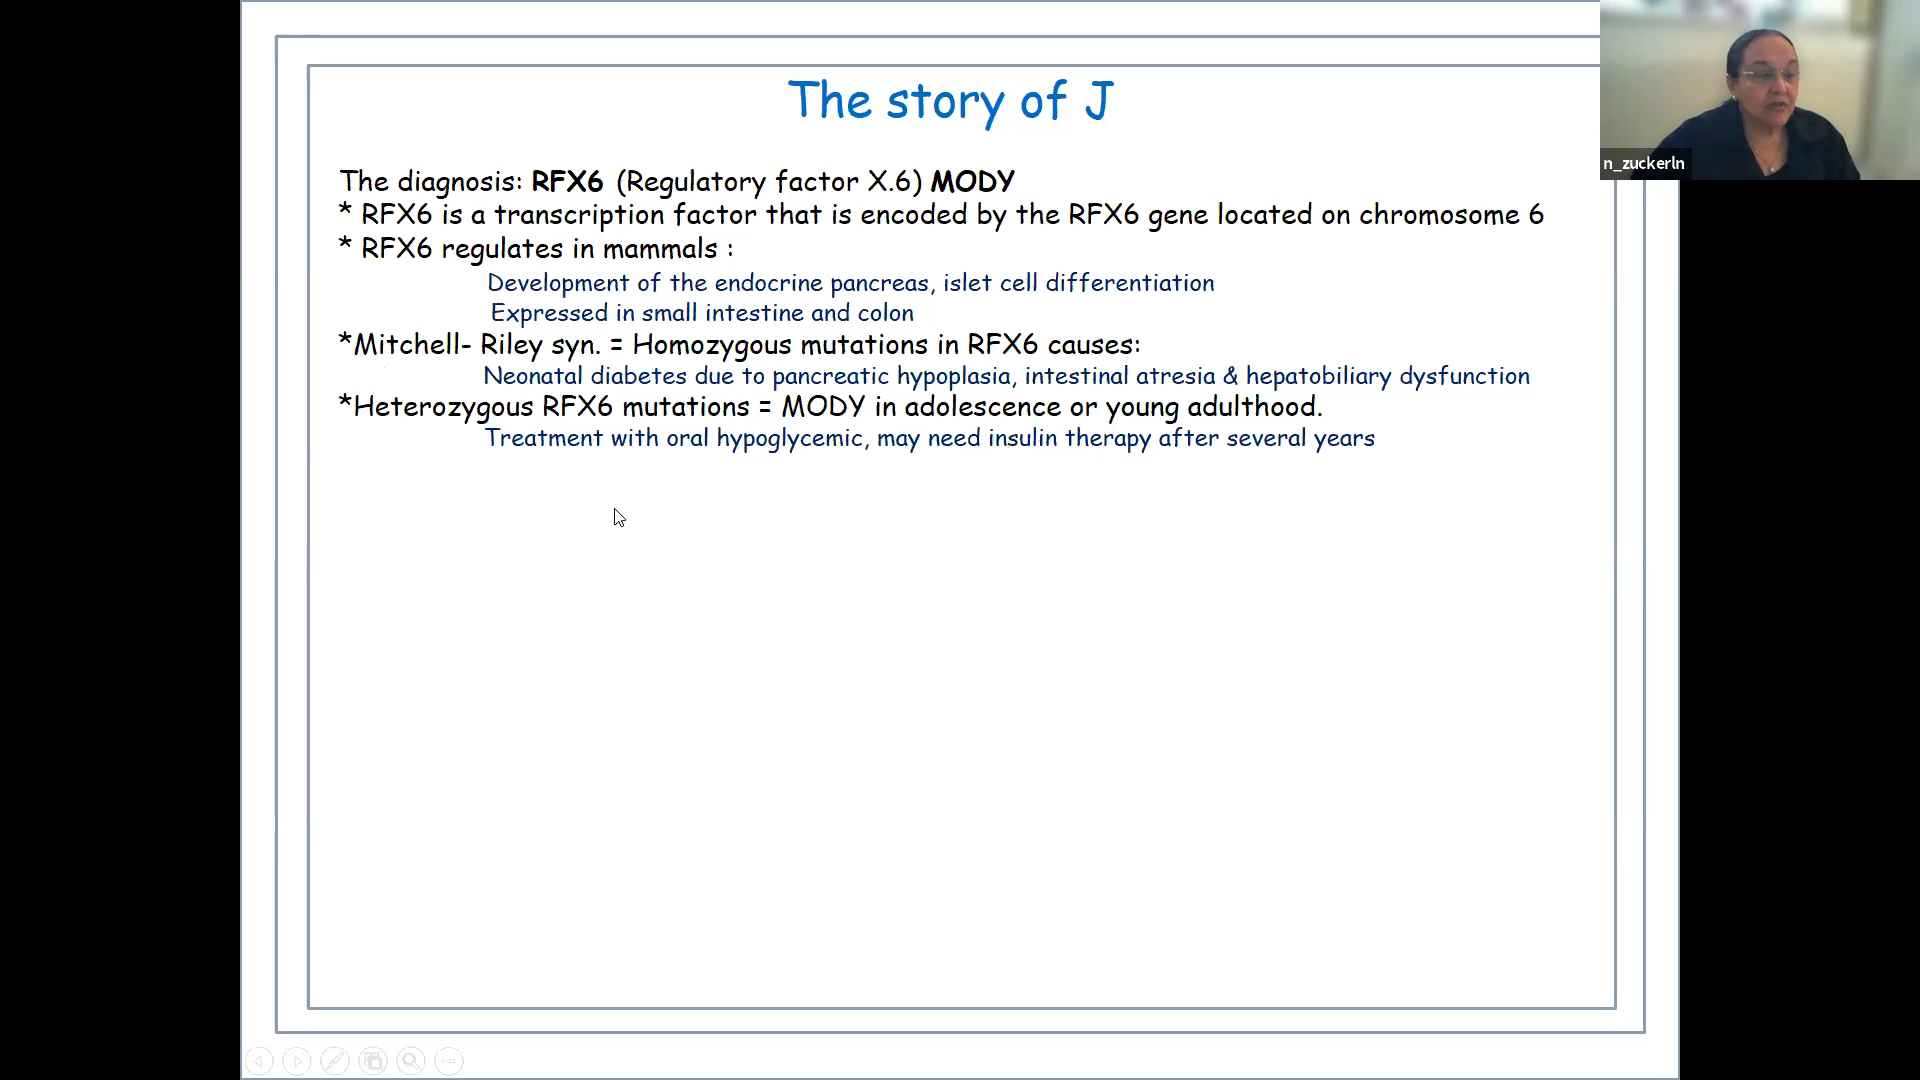 The story of J
The diagnosis: RFX6 (Regulatory factor X.6) MODY
* RFX6 is a transcription factor that is encoded by the RFX6 gene located on chromosome 6
* RFX6 regulates in mammals :
Development of the endocrine pancreas, islet cell differentiation
Expressed in small intestine and colon
*Mitchell- Riley syn. = Homozygous mutations in RFX6 causes:
Neonatal diabetes due to pancreatic hypoplasia, intestinal atresia & hepatobiliary dysfunction
*Heterozygous RFX6 mutations = MODY in adolescence or young adulthood.
Treatment with oral hypoglycemic, may need insulin therapy after several years
n_zuckerln